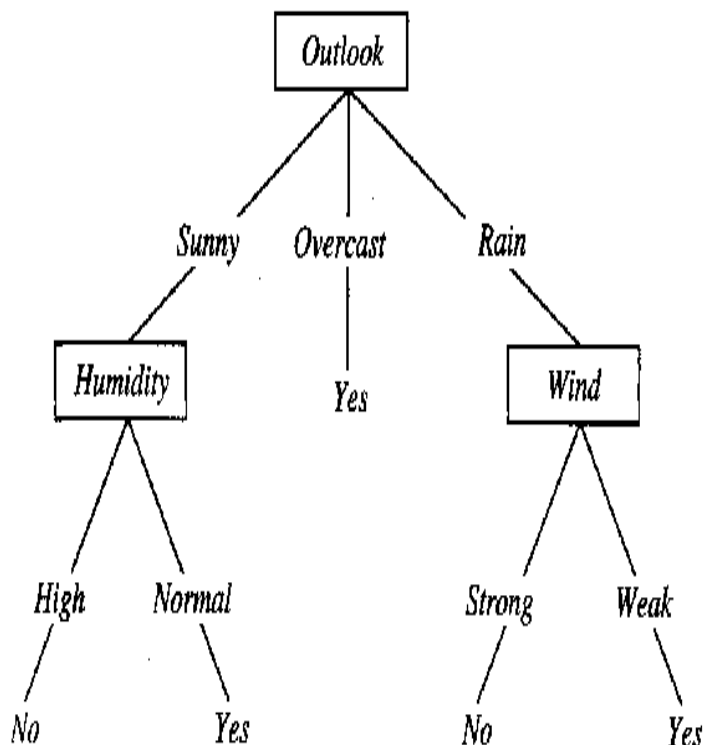 Outlook
Sunny Overcast Rain
Humidity Yes Wind
High Normal Strong Weak
No Yes No Yes